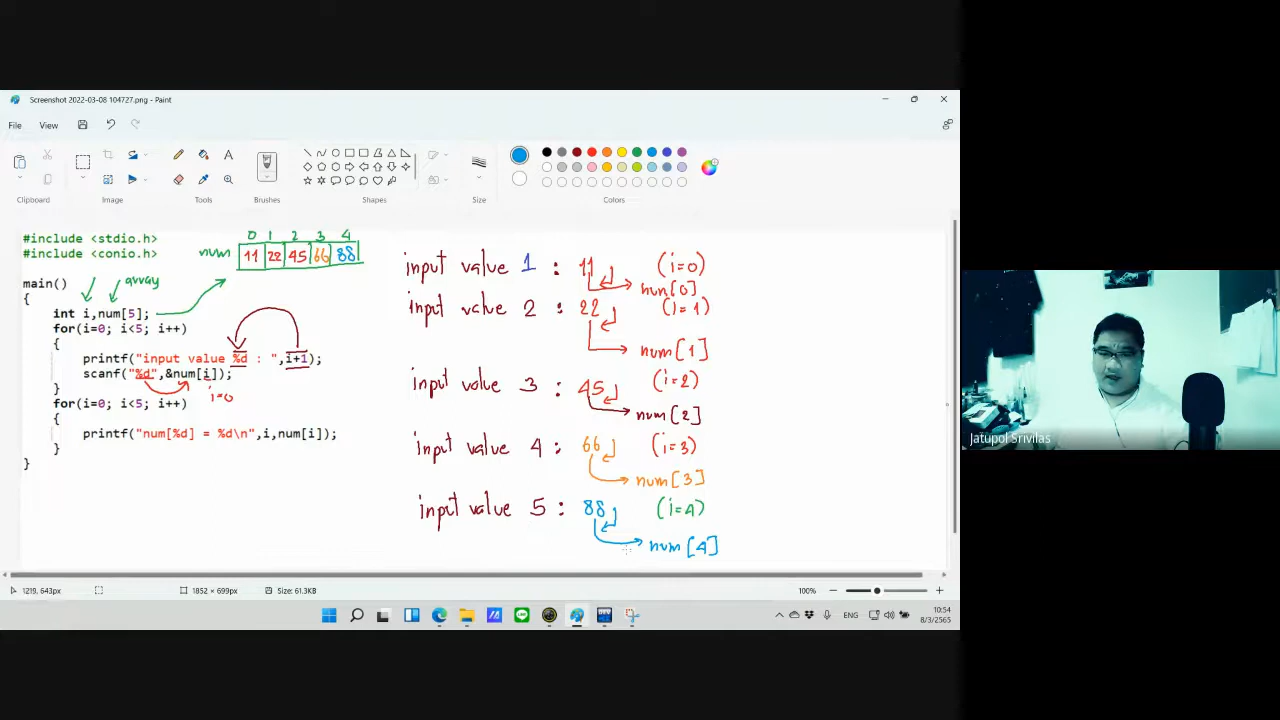 Screenshot 2022-03-08 104727.png - Paint
File View
Clipboard
Image
Tools
Brushes
Shapes
Size
Colors
#include <stdio.h>
#include <conio.h>
main()
{
int i,num[5];
for(i=0; i<5; i++)
{
printf("input value %d : ",i+1);
scanf("%d",&num[i]);
}
for(i=0; i<5; i++)
{
printf("num[%d] = %d\n",i,num[i]);
}
}
array
i=0
0 1 2 3 4
num 11 22 45 66 88
input value 1 : 11 (i=0)
num[0]
input value 2 : 22 (i=1)
num[1]
input value 3 : 45 (i=2)
num[2]
input value 4 : 66 (i=3)
num[3]
input value 5 : 88 (i=4)
num[4]
Jatupol Srivilas
1219, 643px
1852 × 699px
Size: 61.3KB
100%
ENG
10:54
8/3/2565